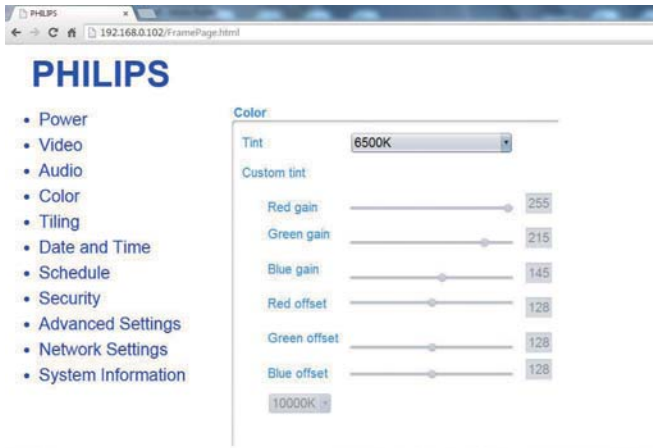 PHILIPS
192.168.0.102/FramePage.html
PHILIPS
Power
Video
Audio
Color
Tiling
Date and Time
Schedule
Security
Advanced Settings
Network Settings
System Information
Color
Tint 6500K
Custom tint
Red gain 255
Green gain 215
Blue gain 145
Red offset 128
Green offset 128
Blue offset 128
10000K